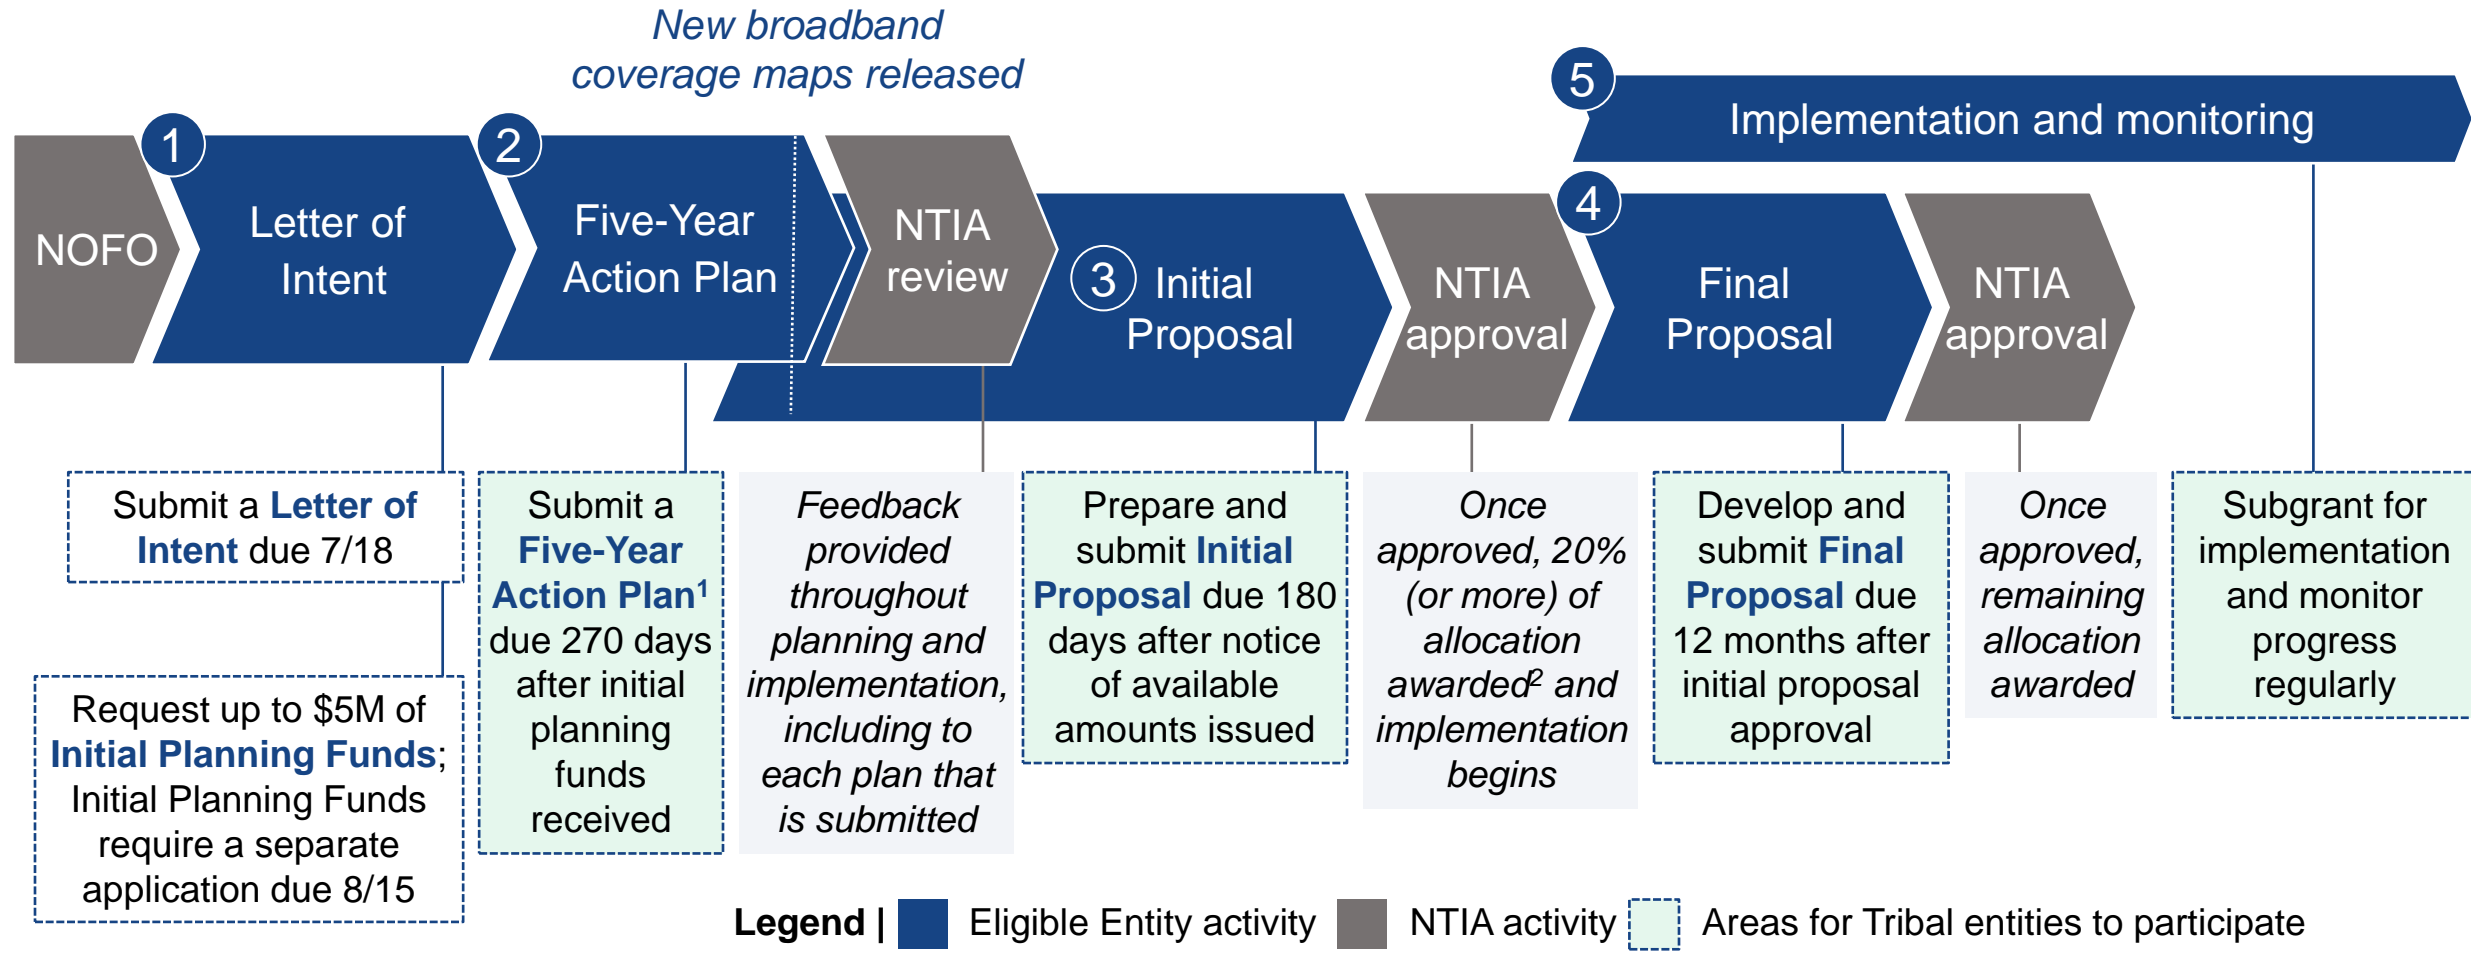 New broadband
coverage maps released
NOFO
1
Letter of
Intent
2
Five-Year
Action Plan
NTIA
review
3
Initial
Proposal
NTIA
approval
4
Final
Proposal
NTIA
approval
5
Implementation and monitoring
Submit a Letter of
Intent due 7/18
Request up to $5M of
Initial Planning Funds;
Initial Planning Funds
require a separate
application due 8/15
Submit a
Five-Year
Action Plan¹
due 270 days
after initial
planning
funds
received
Feedback
provided
throughout
planning and
implementation,
including to
each plan that
is submitted
Prepare and
submit Initial
Proposal due 180
days after notice
of available
amounts issued
Once
approved, 20%
(or more) of
allocation
awarded² and
implementation
begins
Develop and
submit Final
Proposal due
12 months after
initial proposal
approval
Once
approved,
remaining
allocation
awarded
Subgrant for
implementation
and monitor
progress
regularly
Legend | Eligible Entity activity NTIA activity Areas for Tribal entities to participate